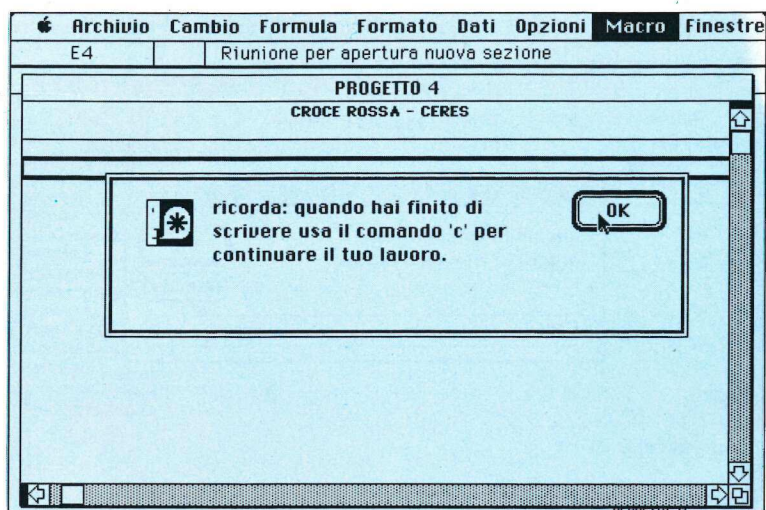 Archivio Cambio Formula Formato Dati Opzioni Macro Finestre
E4 Riunione per apertura nuova sezione
PROGETTO 4
CROCE ROSSA - CERES
ricorda: quando hai finito di
scrivere usa il comando 'c' per
continuare il tuo lavoro.
OK